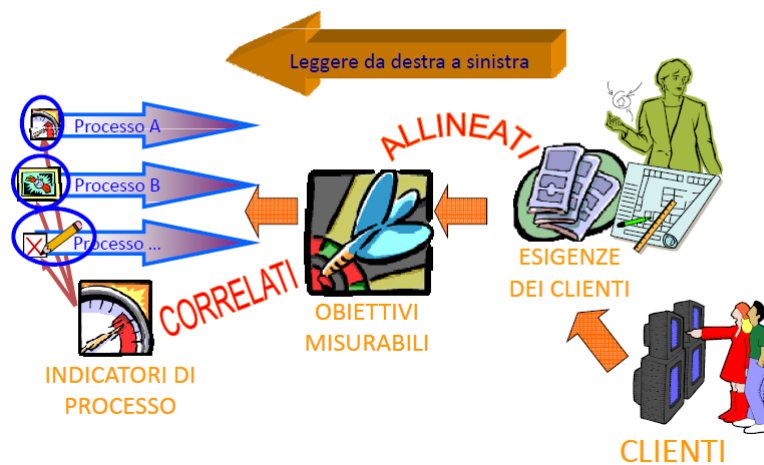 Leggere da destra a sinistra
Processo A
Processo B
Processo ...
ALLINEATI
CORRELATI
ESIGENZE
DEI CLIENTI
OBIETTIVI
MISURABILI
INDICATORI DI
PROCESSO
CLIENTI